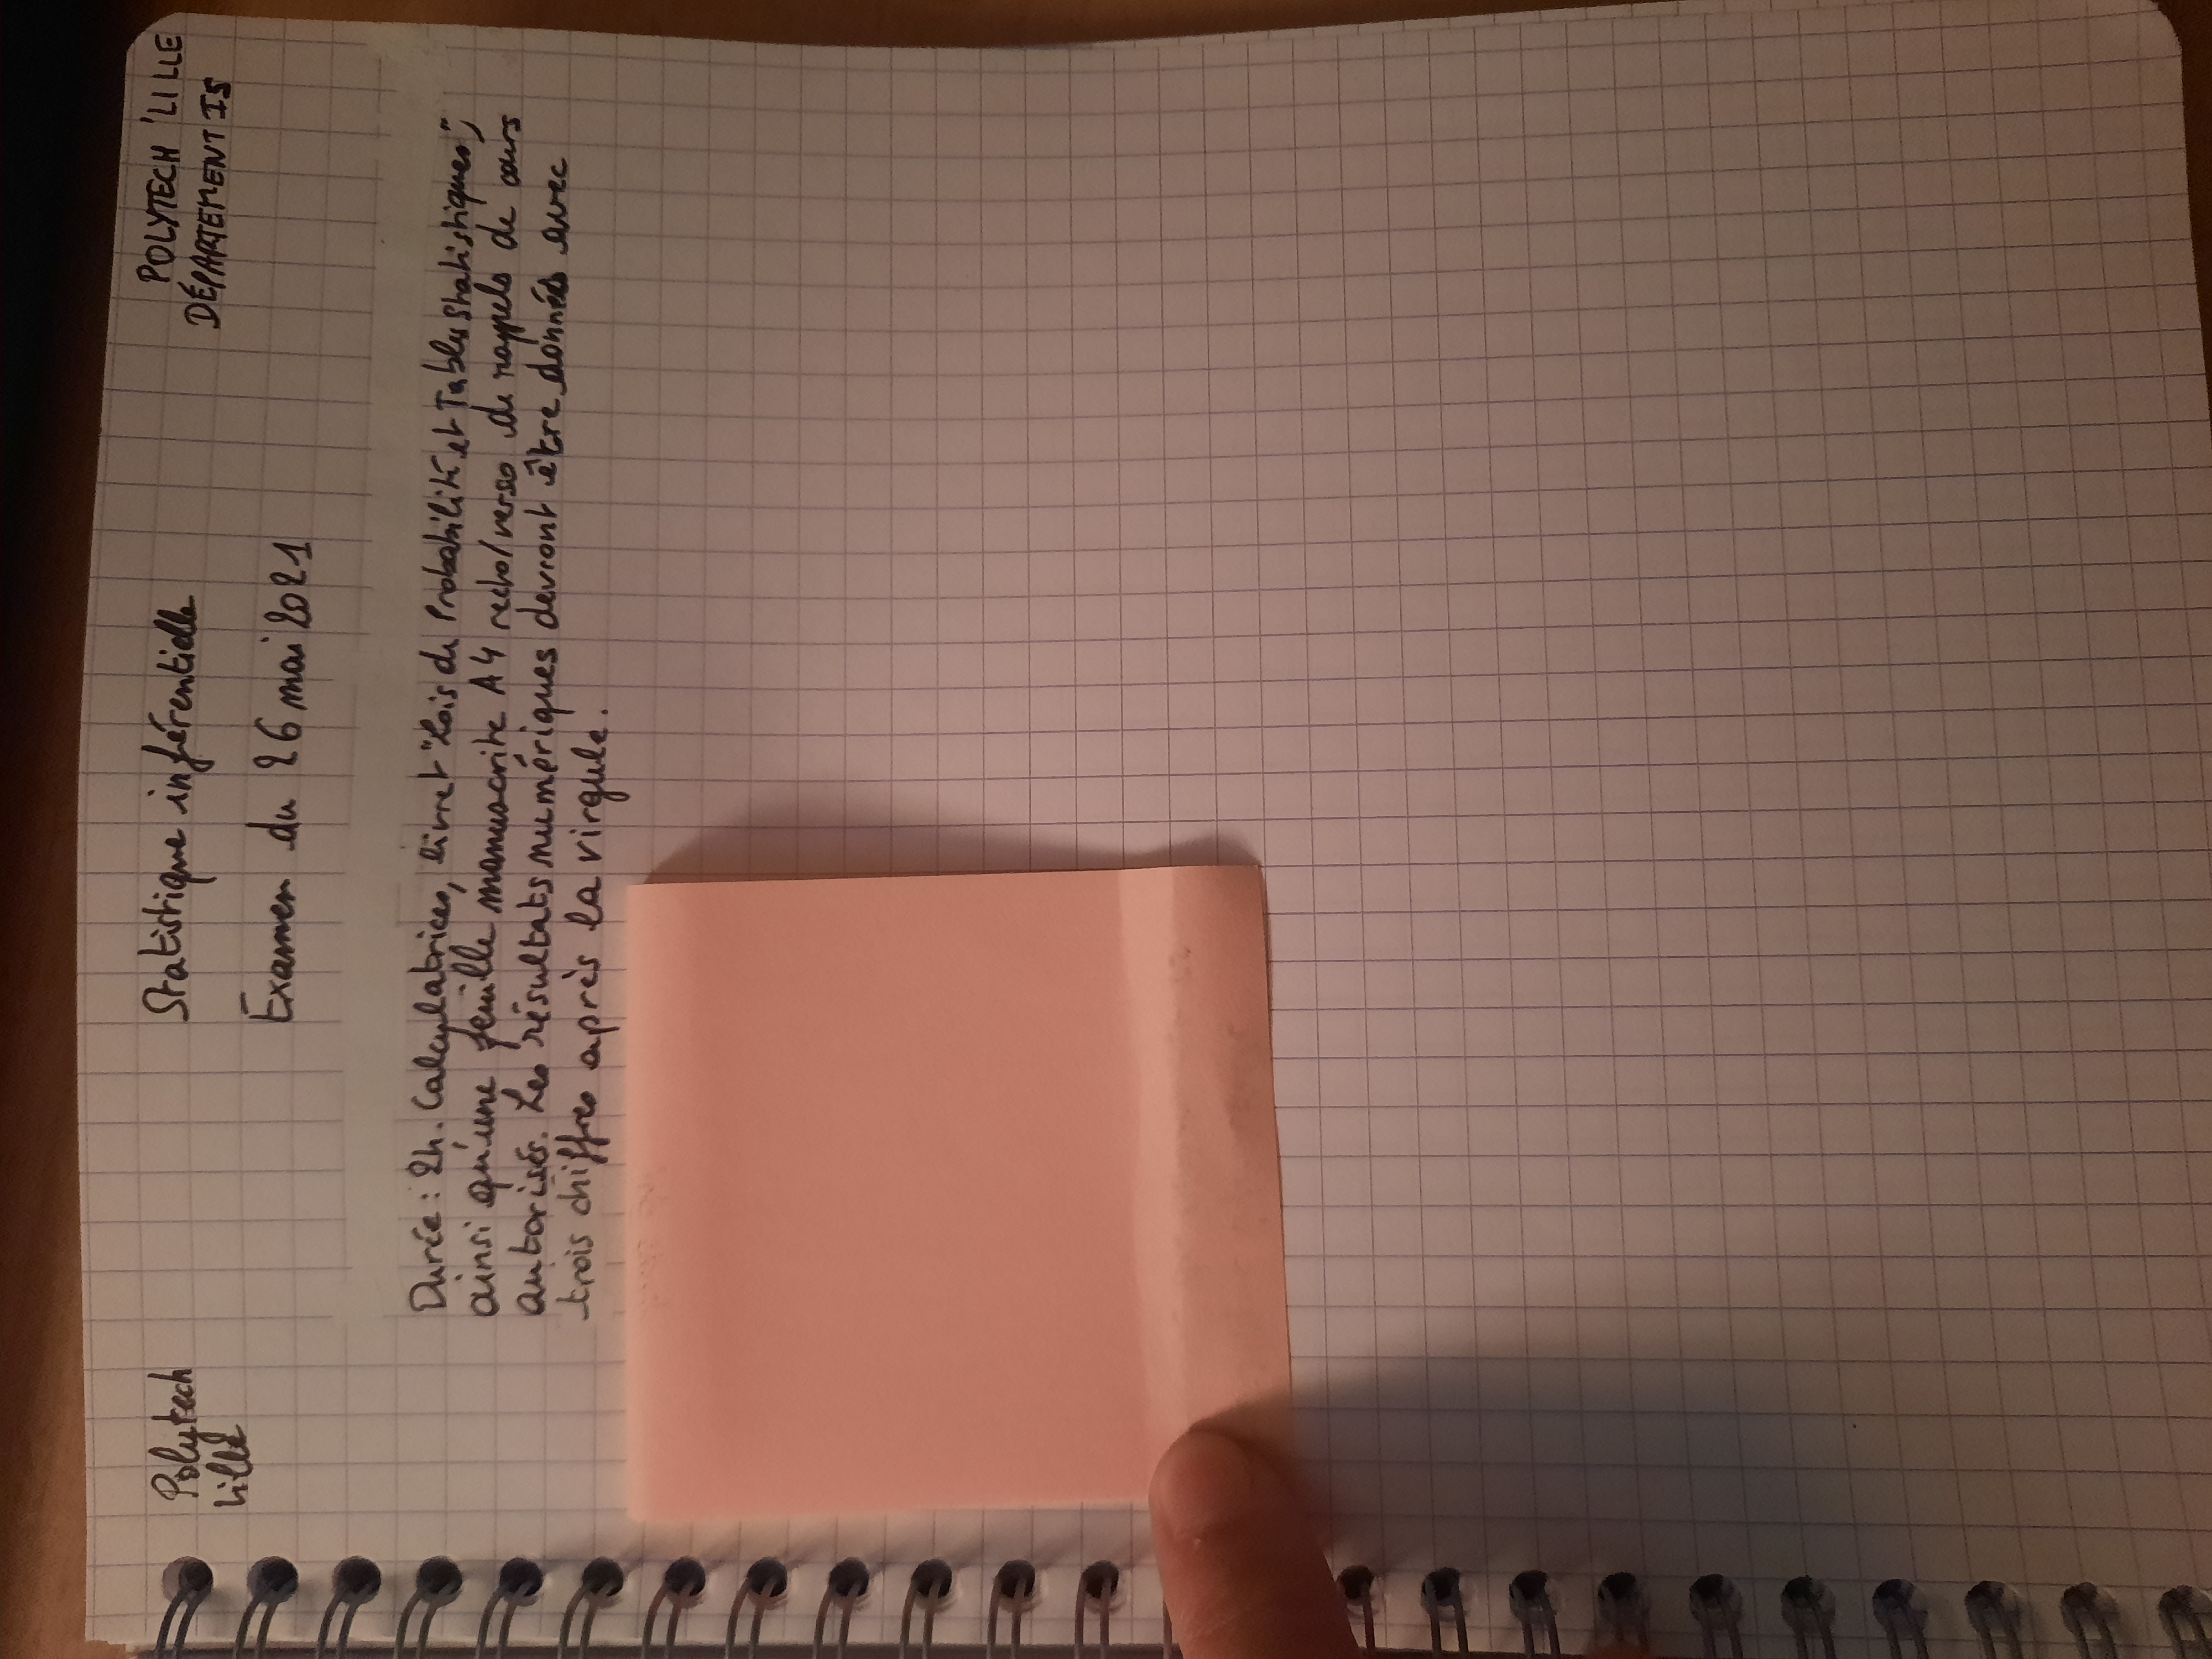 Polytech
Lille
Statistique inférentielle
POLYTECH 'LILLE
DÉPARTEMENT IS
Examen du 26 mai 2021
Durée : 2h. Calculatrices, livret "Lois de Probabilité et Tables Statistiques",
ainsi qu'une feuille manuscrite A4 recto/verso de rappels de cours
autorisés. Les résultats numériques devront être donnés avec
trois chiffres après la virgule.